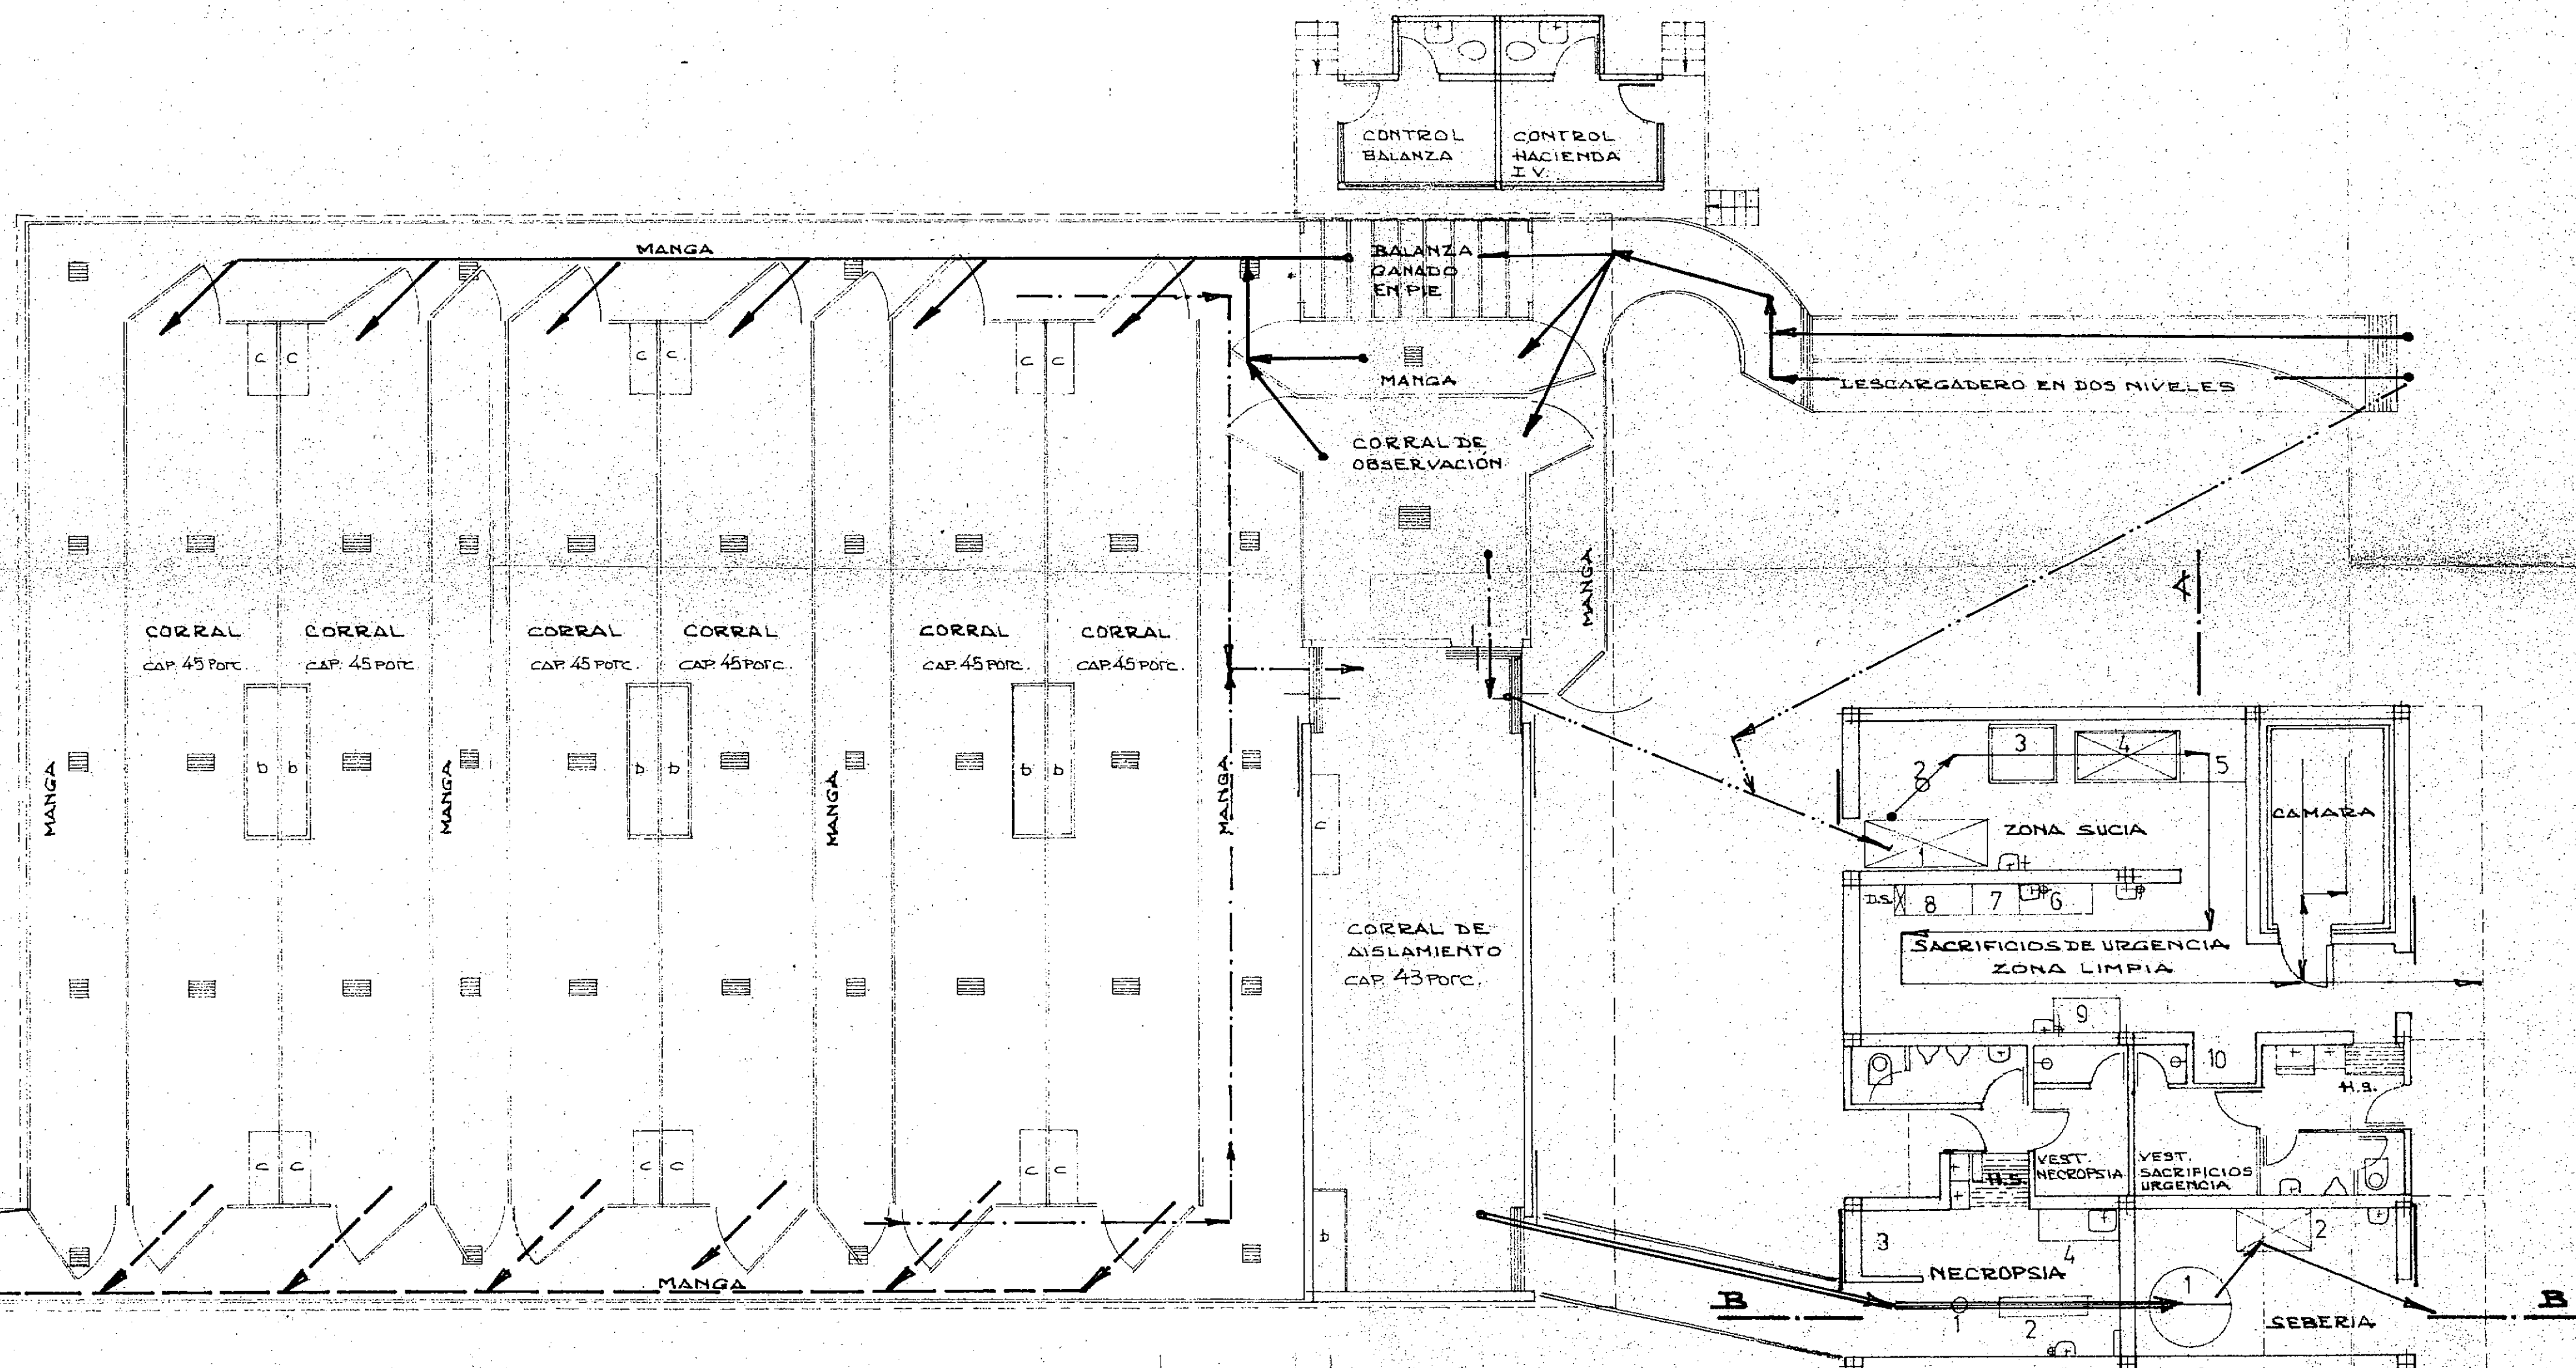 CONTROL
BALANZA
CONTROL
HACIENDA
I.V.
MANGA
BALANZA
GANADO
EN PIE
MANGA
DESCARGADERO EN DOS NIVELES
CORRAL DE
OBSERVACIÓN
MANGA
C C
C C
C C
CORRAL
CAP. 45 PORC.
CORRAL
CAP. 45 PORC.
CORRAL
CAP. 45 PORC.
CORRAL
CAP. 45 PORC.
CORRAL
CAP. 45 PORC.
CORRAL
CAP. 45 PORC.
MANGA
b b
MANGA
b b
MANGA
b b
MANGA
C
CORRAL DE
AISLAMIENTO
CAP. 43 PORC.
b
C C
C C
C C
MANGA
A
2
3
4
5
CAMARA
ZONA SUCIA
1
D.S.
8
7
6
SACRIFICIOS DE URGENCIA
ZONA LIMPIA
9
10
H.S.
VEST.
NECROPSIA
VEST.
SACRIFICIOS
URGENCIA
H.S.
3
4
NECROPSIA
1
2
2
1
SEBERIA
B
B